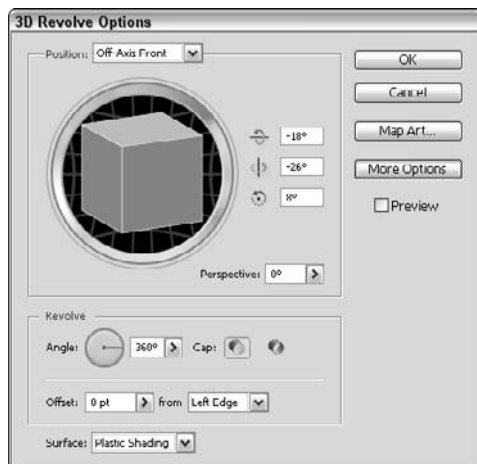 3D Revolve Options
Position: Off-Axis Front
OK
Cancel
Map Art...
More Options
Preview
-18°
-26°
8°
Perspective: 0°
Revolve
Angle: 360° Cap:
Offset: 0 pt from Left Edge
Surface: Plastic Shading